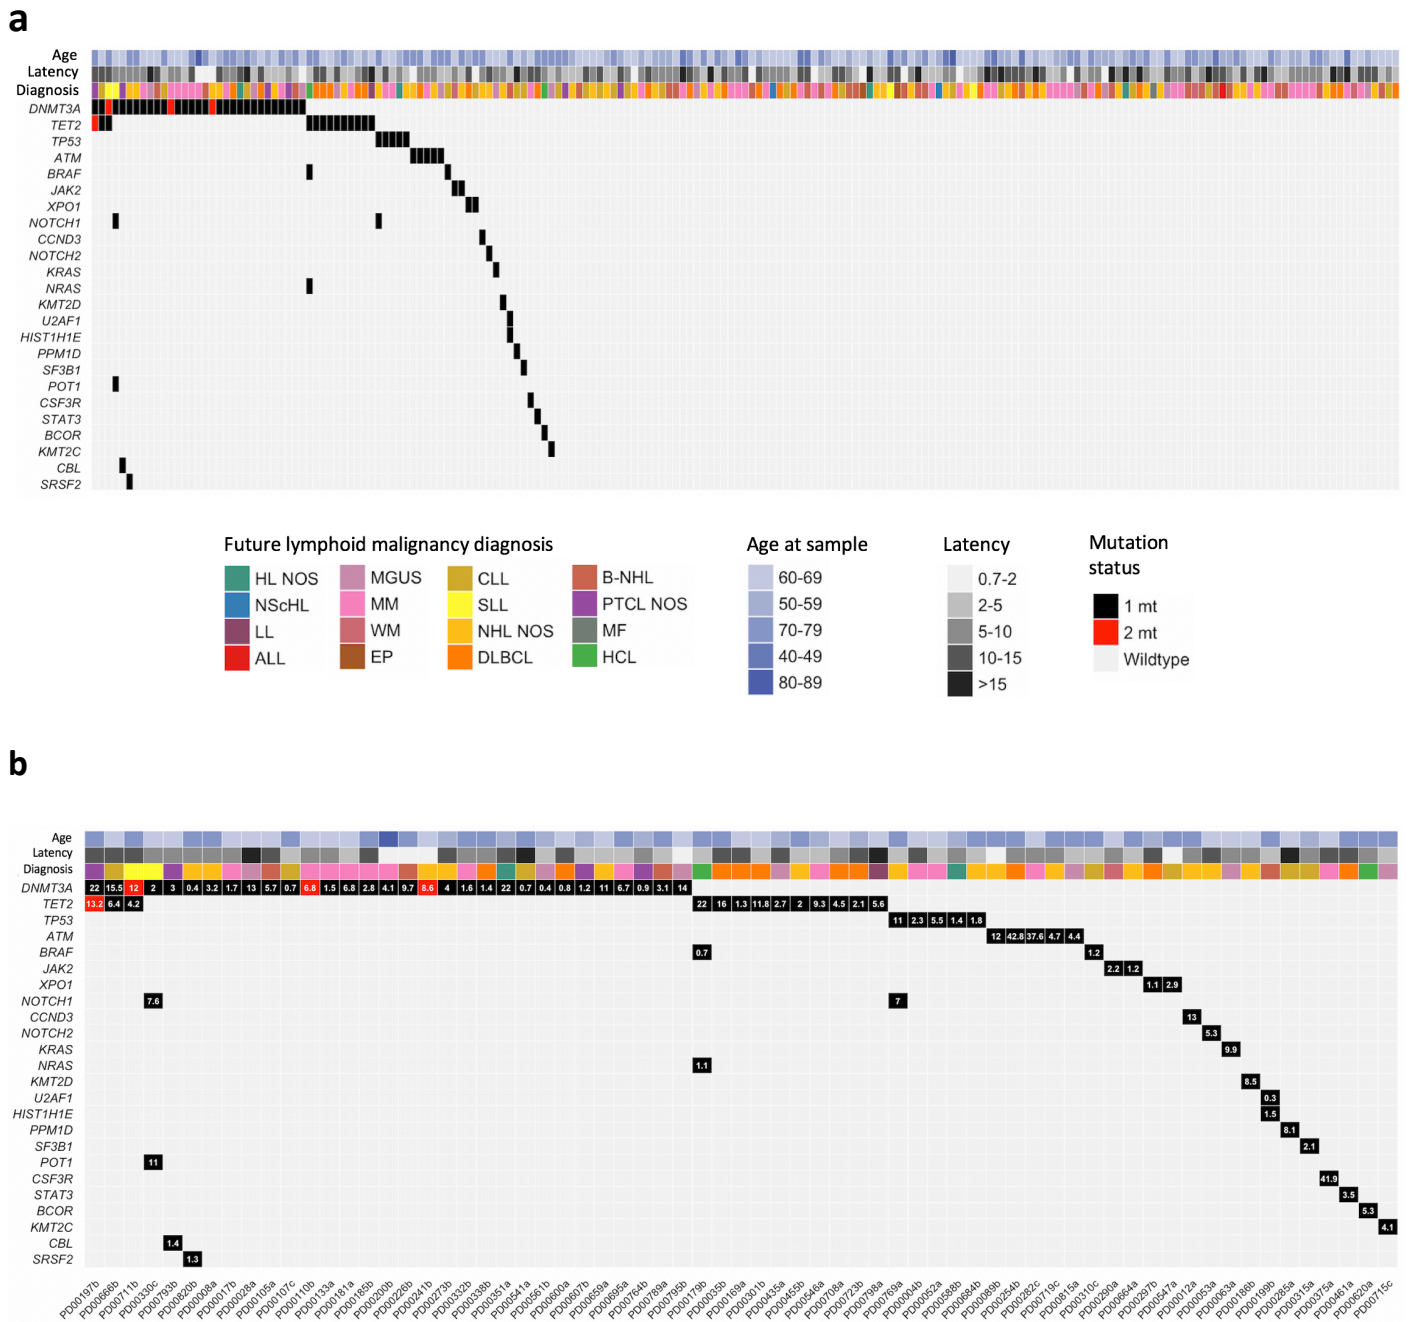 a
Age
Latency
Diagnosis
DNMT3A
TET2
TP53
ATM
BRAF
JAK2
XPO1
NOTCH1
CCND3
NOTCH2
KRAS
NRAS
KMT2D
U2AF1
HIST1H1E
PPM1D
SF3B1
POT1
CSF3R
STAT3
BCOR
KMT2C
CBL
SRSF2
Future lymphoid malignancy diagnosis
HL NOS
NScHL
LL
ALL
MGUS
MM
WM
EP
CLL
SLL
NHL NOS
DLBCL
B-NHL
PTCL NOS
MF
HCL
Age at sample
60-69
50-59
70-79
40-49
80-89
Latency
0.7-2
2-5
5-10
10-15
>15
Mutation
status
1 mt
2 mt
Wildtype
b
Age
Latency
Diagnosis
DNMT3A 22 15.5 12 2 3 0.4 3.2 1.7 13 5.7 0.7 6.8 1.5 6.8 2.8 4.1 9.7 8.6 4 1.6 1.4 22 0.7 0.4 0.8 1.2 11 6.7 0.9 3.1 14
TET2 13.2 6.4 4.2 22 16 1.3 11.8 2.7 2 9.3 4.5 2.1 5.6
TP53 11 2.3 5.5 1.4 1.8
ATM 12 42.8 37.6 4.7 4.4
BRAF 0.7 1.2
JAK2 2.2 1.2
XPO1 1.1 2.9
NOTCH1 7.6 7
CCND3 13
NOTCH2 5.3
KRAS 9.9
NRAS 1.1
KMT2D 8.5
U2AF1 0.3
HIST1H1E 1.5
PPM1D 8.1
SF3B1 2.1
POT1 11
CSF3R 41.9
STAT3 3.5
BCOR 5.3
KMT2C 4.1
CBL 1.4
SRSF2 1.3
PD00197b PD00666b PD00711b PD00330c PD00793b PD00820b PD00008a PD00017b PD00028a PD00105a PD00107c PD00110b PD00133a PD00181a PD00185b PD00200b PD00226b PD00241b PD00273b PD00332b PD00338b PD00351a PD00541a PD00561b PD00600a PD00607b PD00659a PD00695a PD00764b PD00789a PD00795b PD00179b PD00035b PD00169a PD00301b PD00435a PD00455b PD00546a PD00708a PD00723b PD00798a PD00769a PD00004b PD00052a PD00588b PD00684b PD00089b PD00254b PD00282c PD00719c PD00815a PD00310c PD00290a PD00664a PD00297b PD00547a PD00012a PD00053a PD00063a PD00186b PD00199b PD00285a PD00315a PD00375a PD00461a PD00620a PD00715c